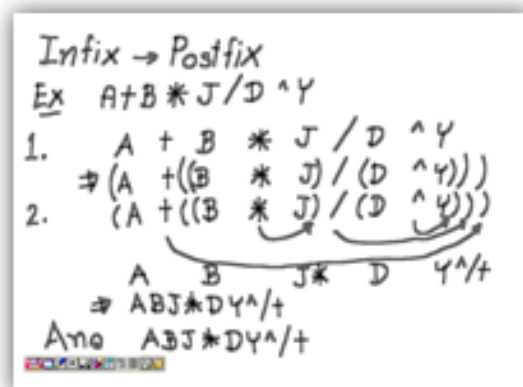 Infix → Postfix
Ex A+B*J/D^Y
1. A + B * J / D ^ Y
⇒ (A +((B * J) / (D ^ Y)))
2. (A +((B * J) / (D ^ Y)))
A B J* D Y^/+
⇒ ABJ*DY^/+
Ans ABJ*DY^/+